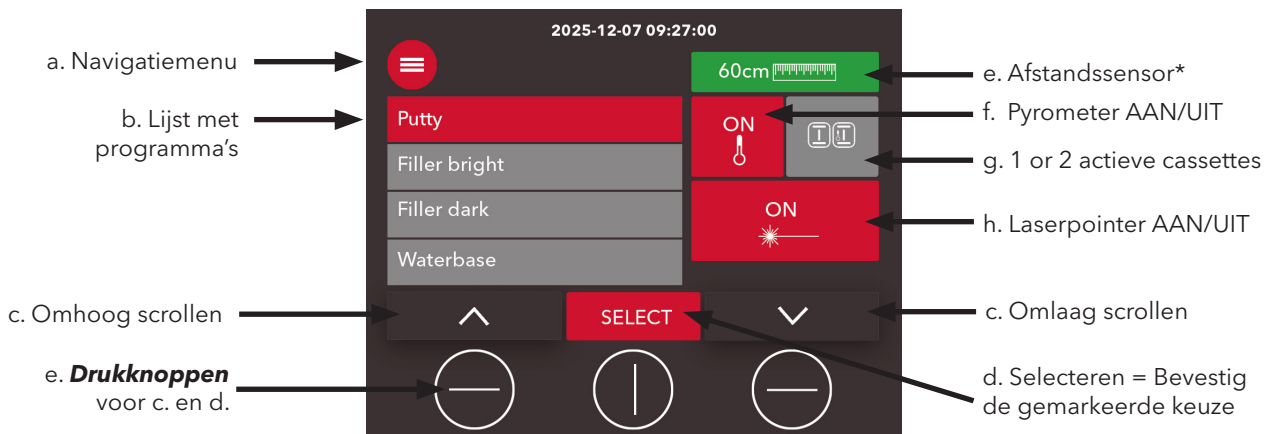 2025-12-07 09:27:00
a. Navigatiemenu
60cm
e. Afstandssensor*
b. Lijst met
programma's
Putty
Filler bright
Filler dark
Waterbase
ON
f. Pyrometer AAN/UIT
g. 1 or 2 actieve cassettes
ON
h. Laserpointer AAN/UIT
c. Omhoog scrollen
SELECT
c. Omlaag scrollen
e. Drukknoppen
voor c. en d.
d. Selecteren = Bevestig
de gemarkeerde keuze